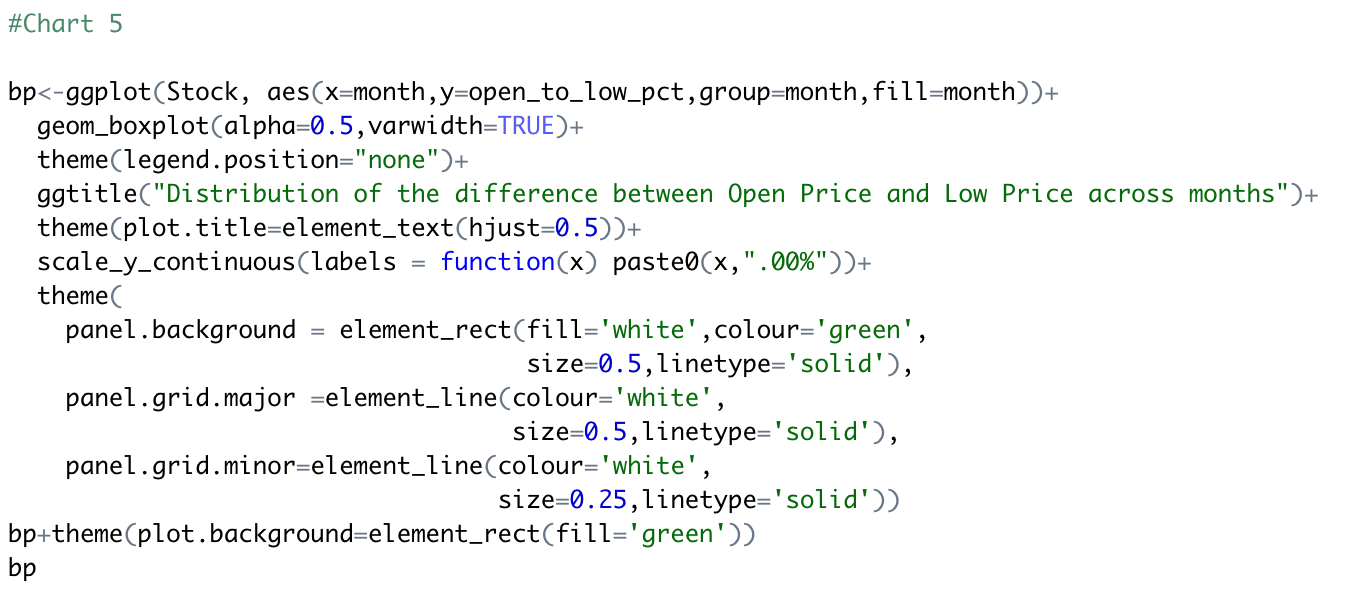 #Chart 5
bp<-ggplot(Stock, aes(x=month,y=open_to_low_pct,group=month,fill=month))+
  geom_boxplot(alpha=0.5,varwidth=TRUE)+
  theme(legend.position="none")+
  ggtitle("Distribution of the difference between Open Price and Low Price across months")+
  theme(plot.title=element_text(hjust=0.5))+
  scale_y_continuous(labels = function(x) paste0(x,".00%"))+
  theme(
    panel.background = element_rect(fill='white',colour='green',
                                    size=0.5,linetype='solid'),
    panel.grid.major =element_line(colour='white',
                                   size=0.5,linetype='solid'),
    panel.grid.minor=element_line(colour='white',
                                  size=0.25,linetype='solid'))
bp+theme(plot.background=element_rect(fill='green'))
bp